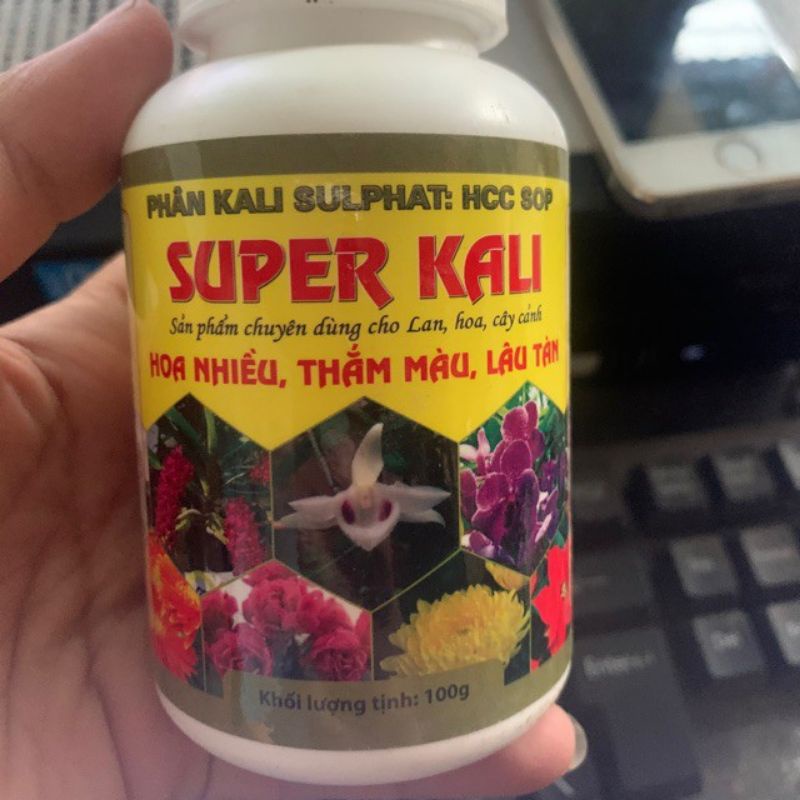 PHÂN KALI SULPHAT: HCC SOP
SUPER KALI
Sản phẩm chuyên dùng cho Lan, hoa, cây cảnh
HOA NHIỀU, THẮM MÀU, LÂU TÀN
Khối lượng tịnh: 100g
Enter